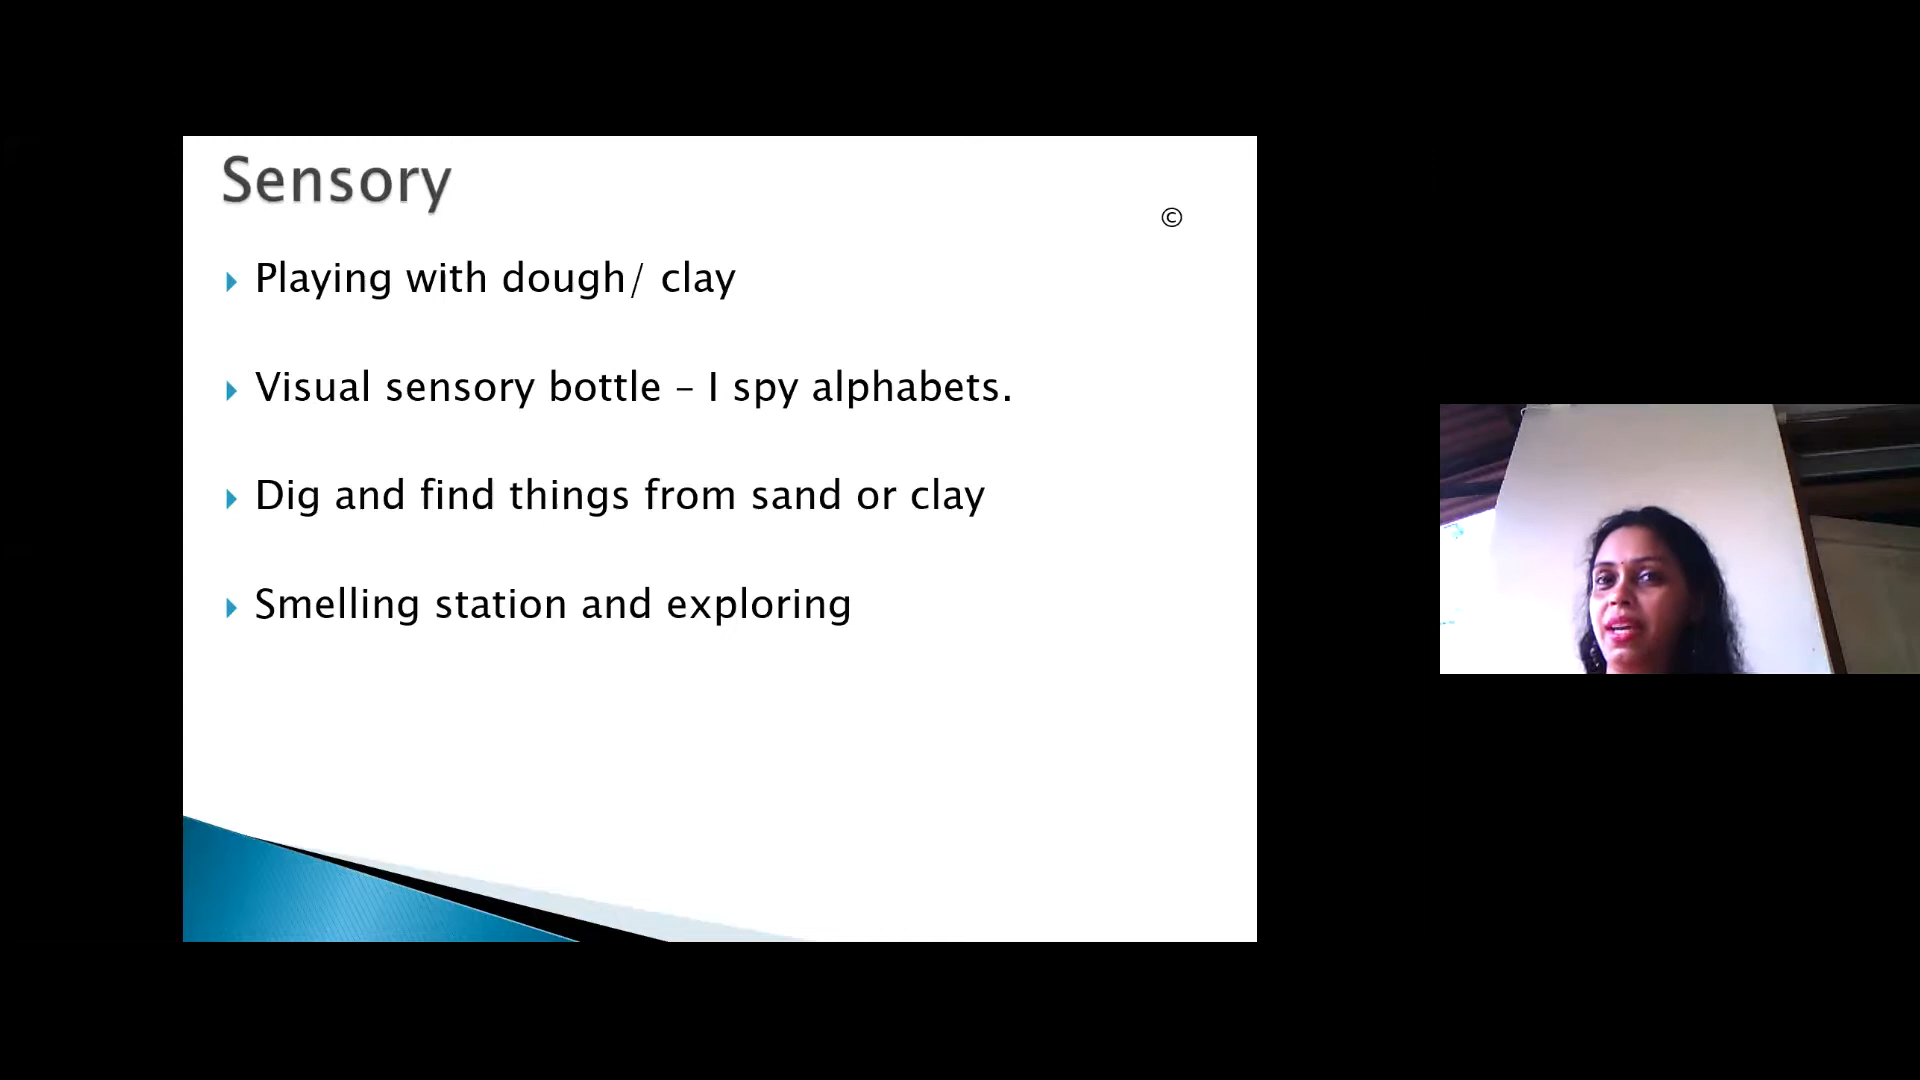 Sensory
©
Playing with dough/ clay
Visual sensory bottle – I spy alphabets.
Dig and find things from sand or clay
Smelling station and exploring